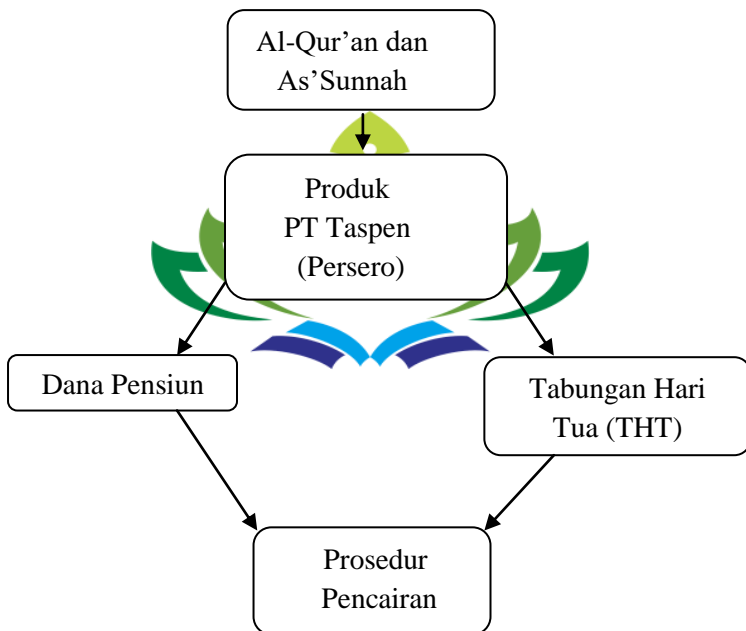 Al-Qur’an dan
As’Sunnah
Produk
PT Taspen
(Persero)
Dana Pensiun
Tabungan Hari
Tua (THT)
Prosedur
Pencairan